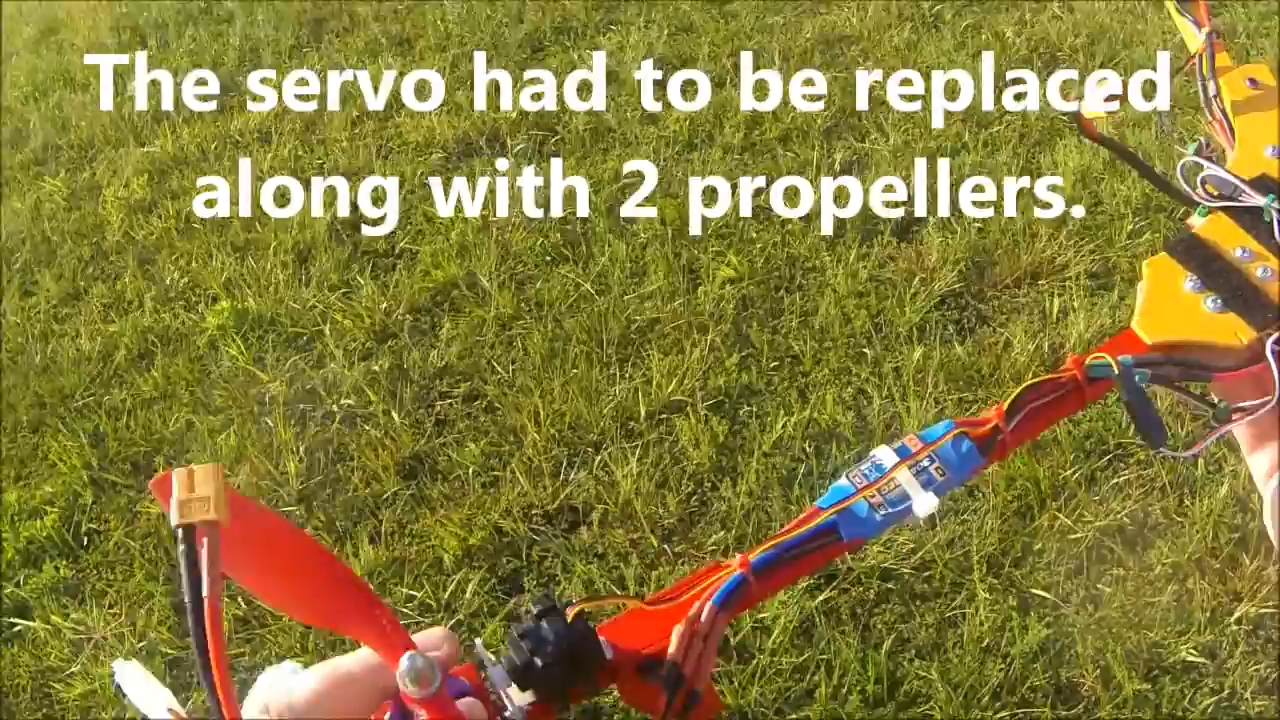 The servo had to be replaced
along with 2 propellers.